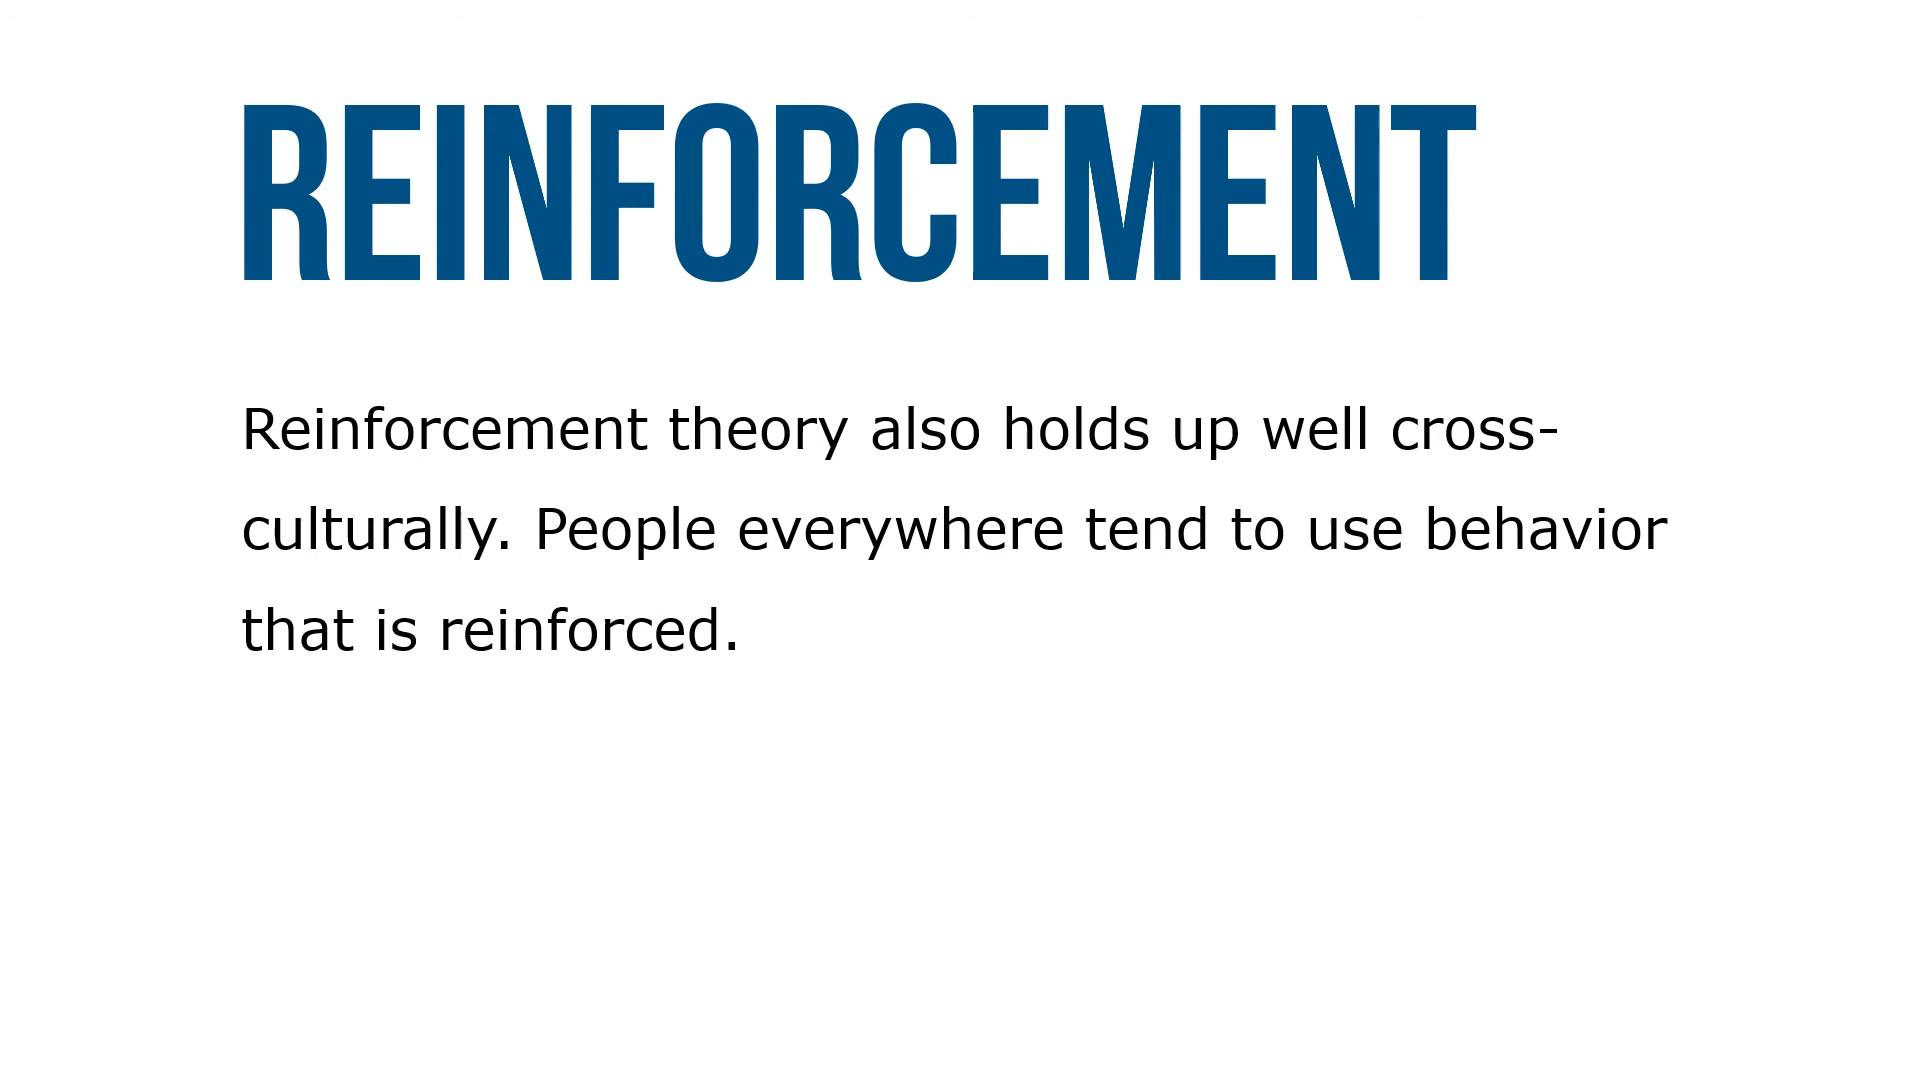 REINFORCEMENT
Reinforcement theory also holds up well cross-
culturally. People everywhere tend to use behavior
that is reinforced.